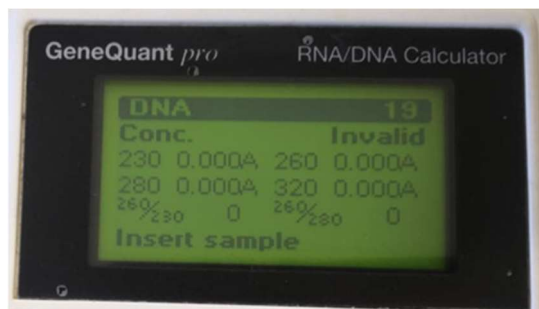 GeneQuant pro RNA/DNA Calculator
DNA 19
Conc. Invalid
230 0.000A 260 0.000A
280 0.000A 320 0.000A
260/230 0 260/280 0
Insert sample